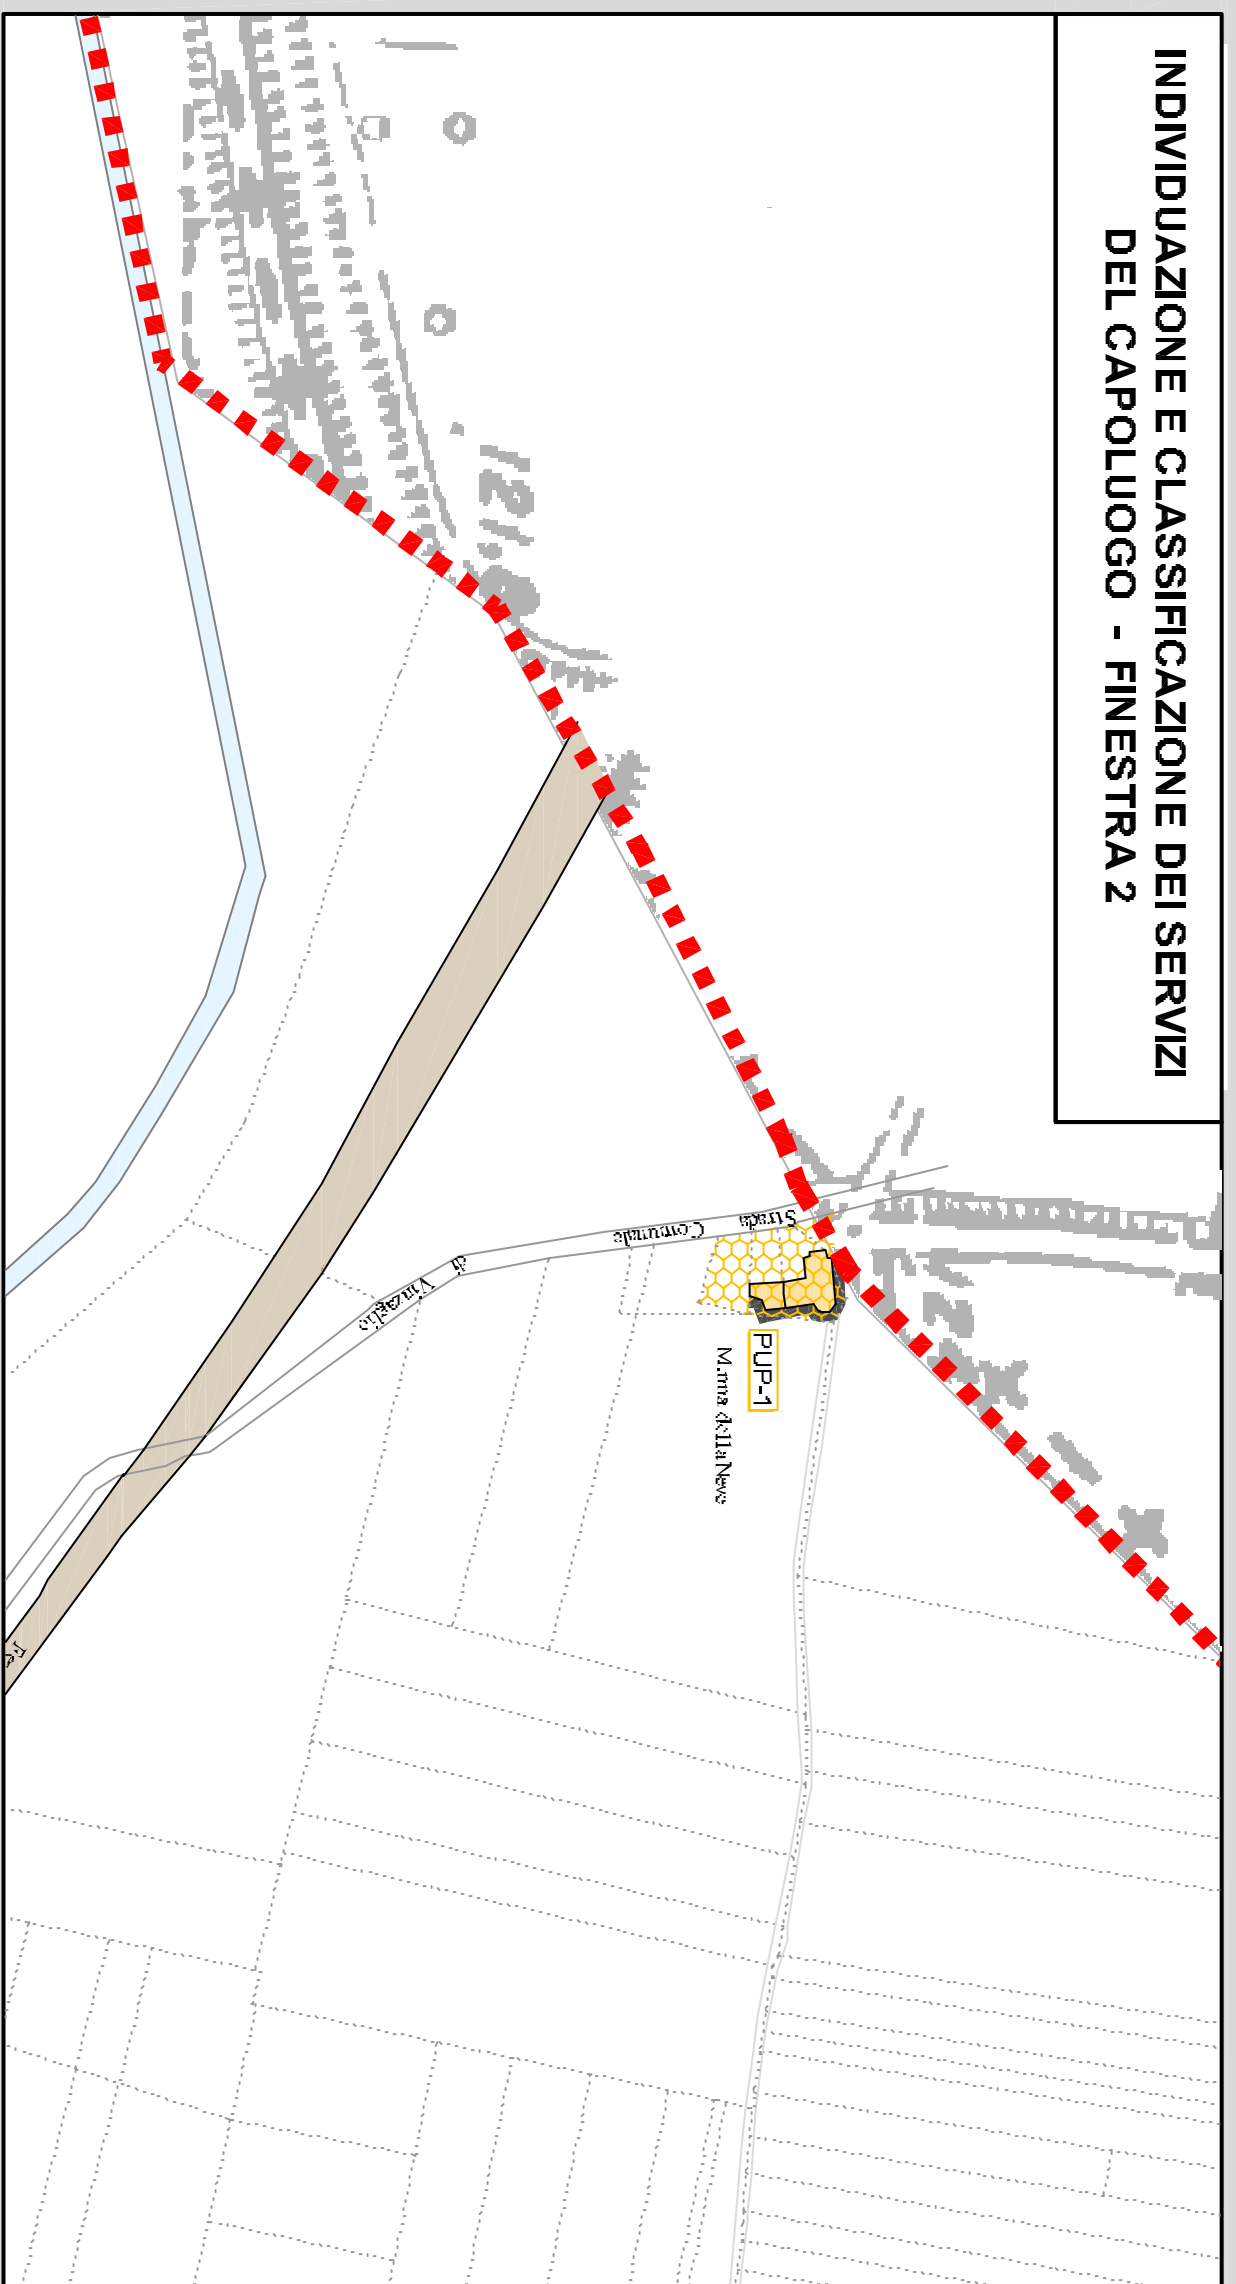 INDIVIDUAZIONE E CLASSIFICAZIONE DEI SERVIZI
DEL CAPOLUOGO - FINESTRA 2
Strada Comunale di Vinzaglio
PUP-1
M.nna della Neve